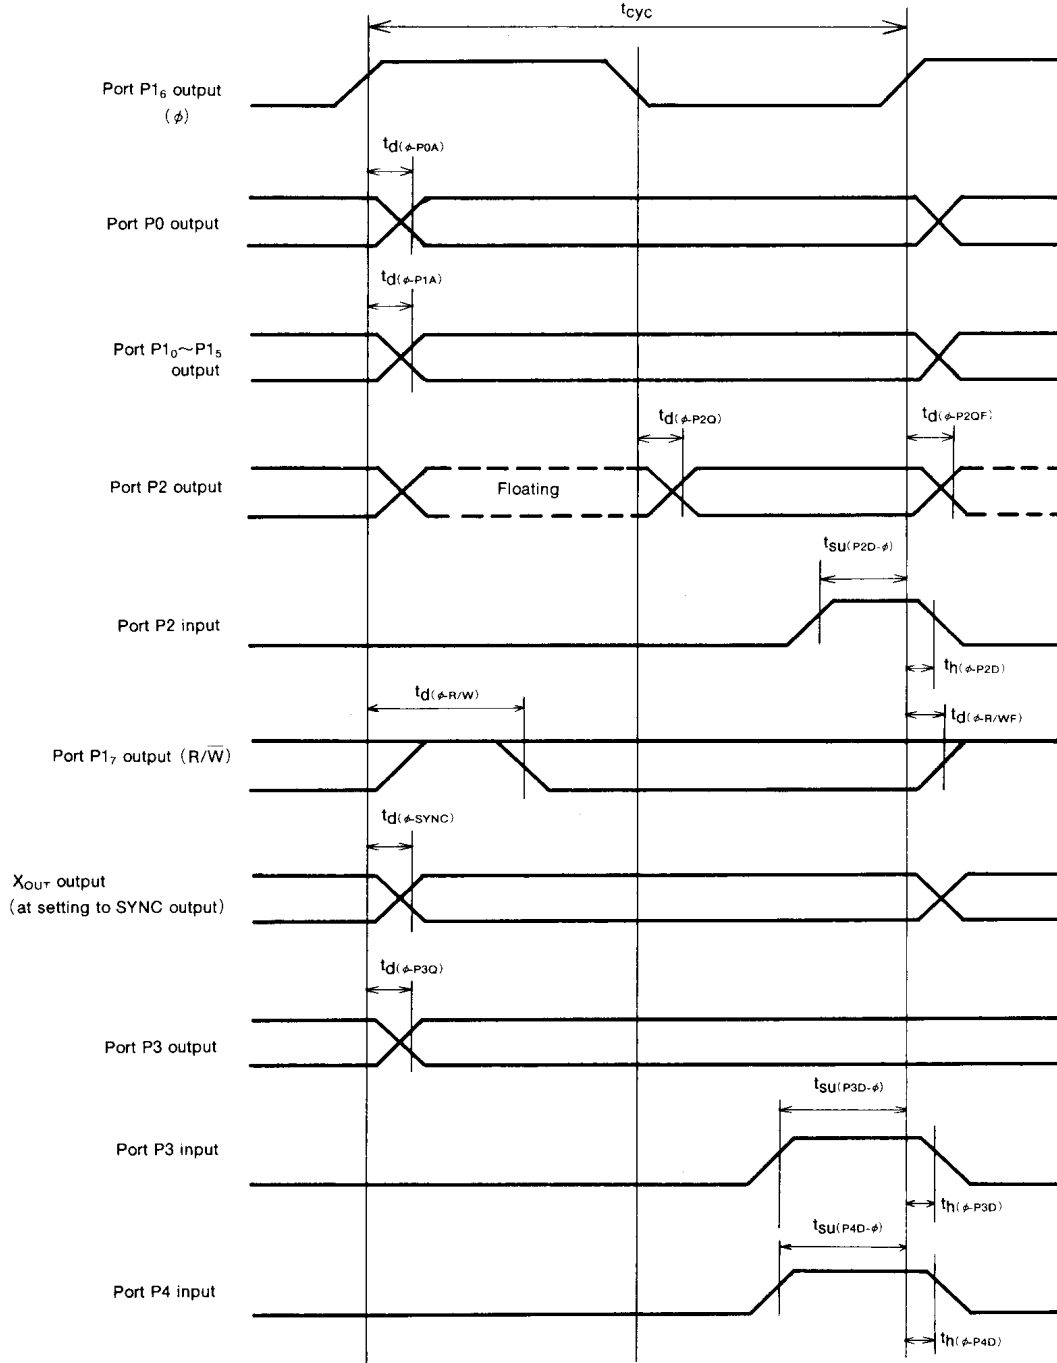 tcyc
Port P1₆ output
(ϕ)
td(ϕ-P0A)
Port P0 output
td(ϕ-P1A)
Port P1₀~P1₅
output
td(ϕ-P2Q)
td(ϕ-P2QF)
Port P2 output
Floating
tsu(P2D-ϕ)
Port P2 input
th(ϕ-P2D)
td(ϕ-R/W)
td(ϕ-R/WF)
Port P1₇ output (R/W̅)
td(ϕ-SYNC)
XOUT output
(at setting to SYNC output)
td(ϕ-P3Q)
Port P3 output
tsu(P3D-ϕ)
Port P3 input
th(ϕ-P3D)
tsu(P4D-ϕ)
Port P4 input
th(ϕ-P4D)